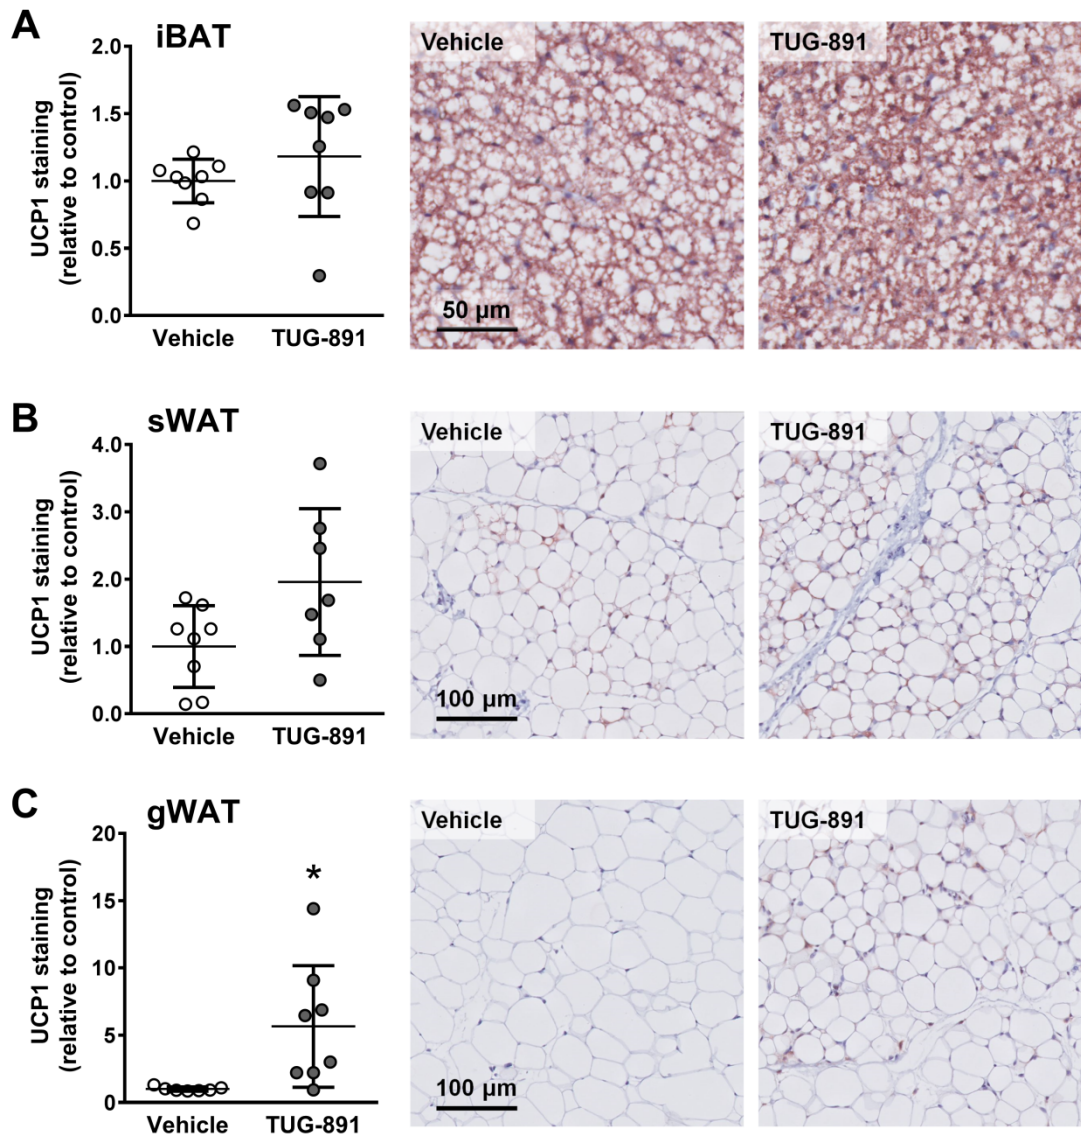 A
iBAT
UCP1 staining
(relative to control)
2.0
1.5
1.0
0.5
0.0
Vehicle
TUG-891
Vehicle
50 µm
TUG-891
B
sWAT
UCP1 staining
(relative to control)
4.0
3.0
2.0
1.0
0.0
Vehicle
TUG-891
Vehicle
100 µm
TUG-891
C
gWAT
UCP1 staining
(relative to control)
20
15
10
5
0
*
Vehicle
TUG-891
Vehicle
100 µm
TUG-891